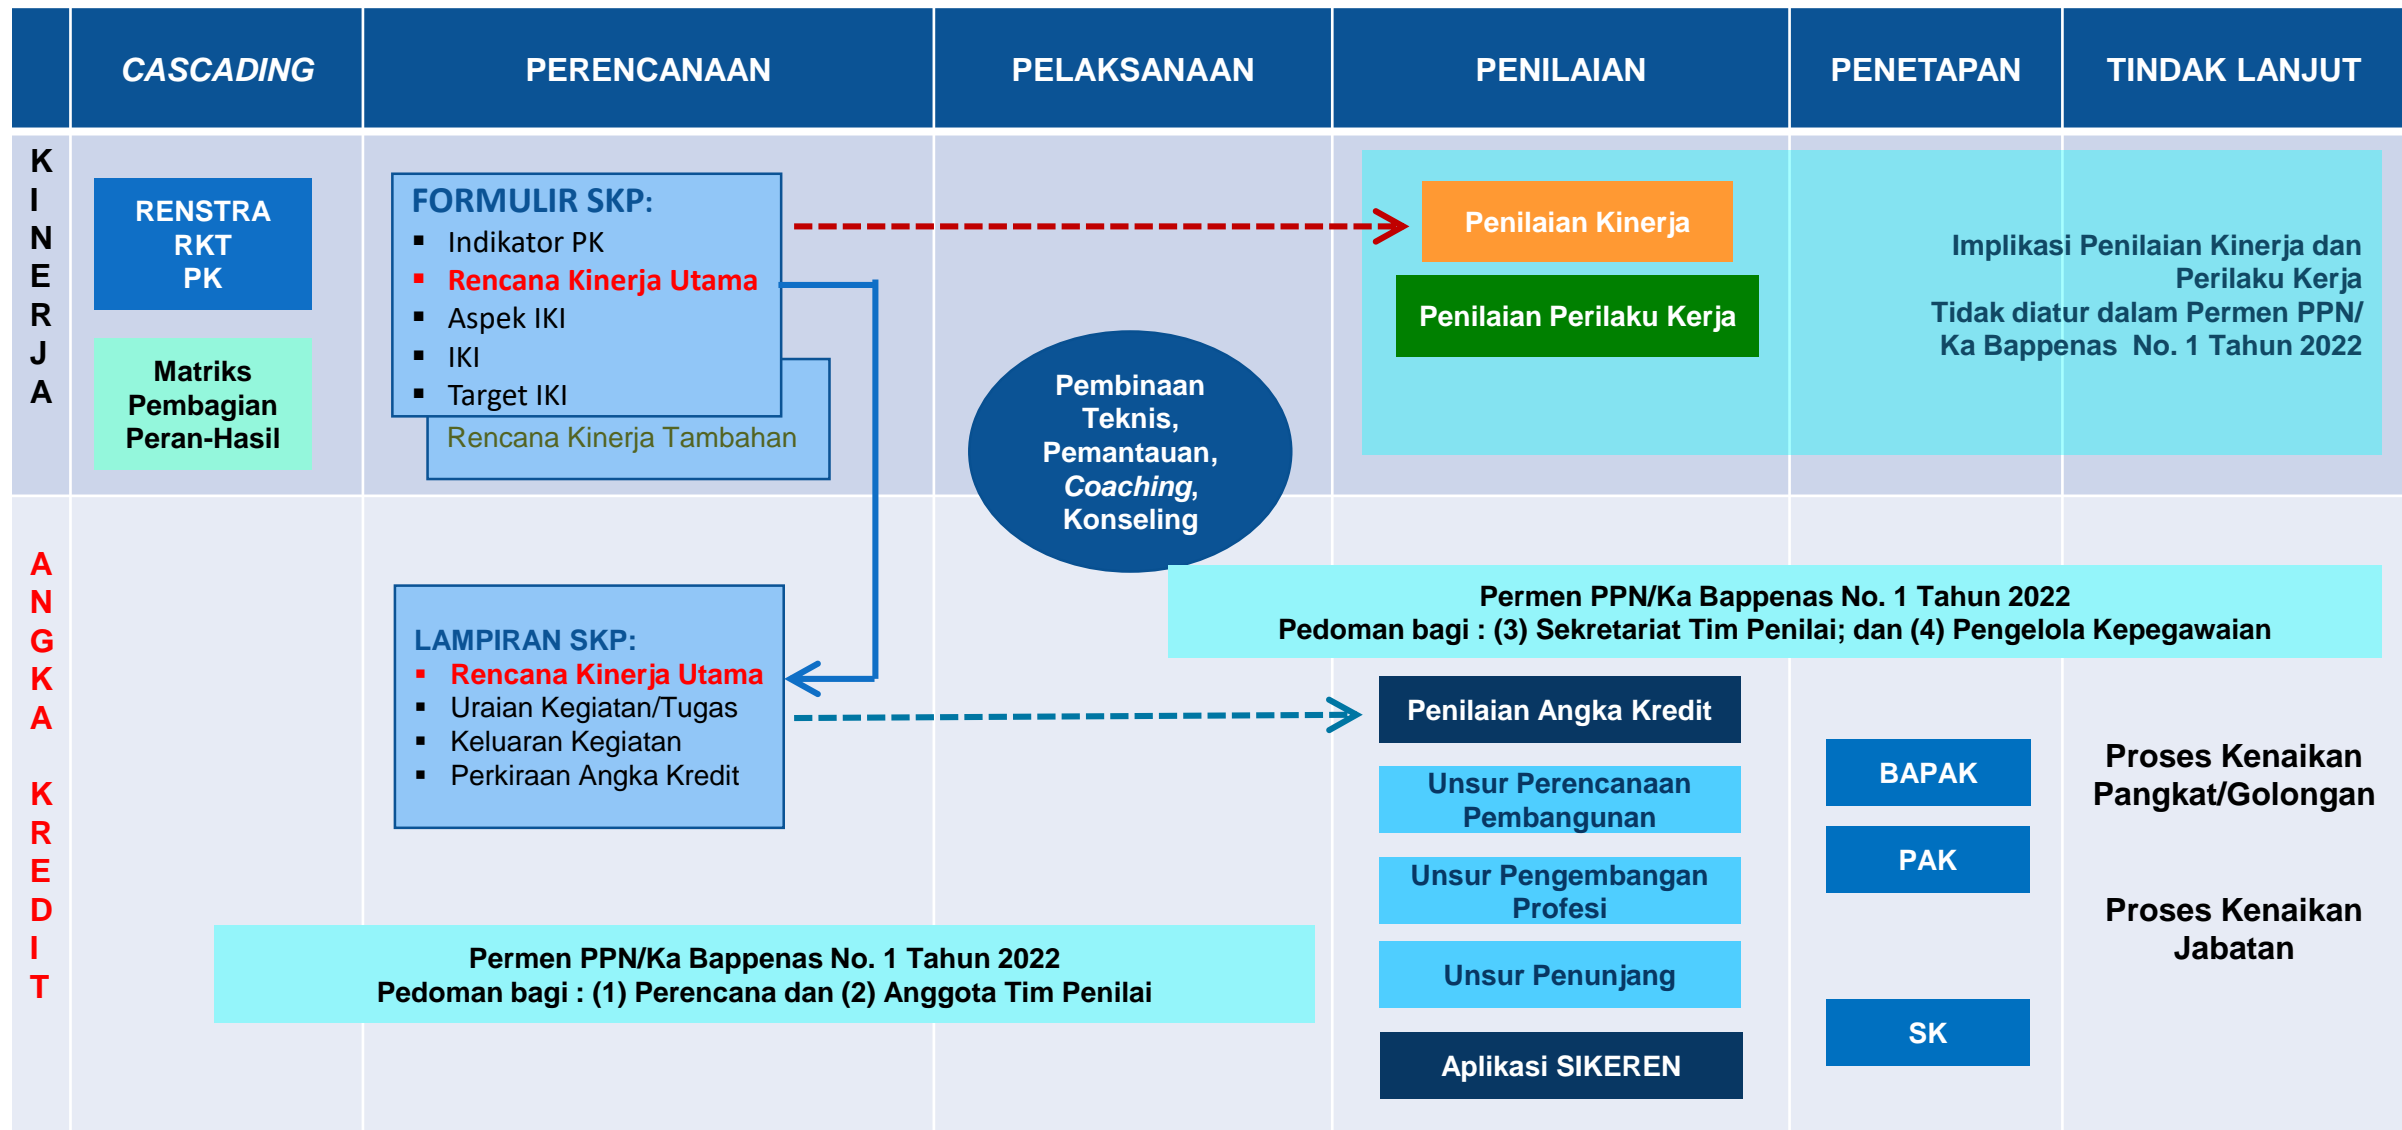 CASCADING
PERENCANAAN
PELAKSANAAN
PENILAIAN
PENETAPAN
TINDAK LANJUT
KINERJA
RENSTRA
RKT
PK
Matriks
Pembagian
Peran-Hasil
FORMULIR SKP:
▪ Indikator PK
▪ Rencana Kinerja Utama
▪ Aspek IKI
▪ IKI
▪ Target IKI
Rencana Kinerja Tambahan
Pembinaan
Teknis,
Pemantauan,
Coaching,
Konseling
Penilaian Kinerja
Penilaian Perilaku Kerja
Implikasi Penilaian Kinerja dan
Perilaku Kerja
Tidak diatur dalam Permen PPN/
Ka Bappenas No. 1 Tahun 2022
ANGKA KREDIT
LAMPIRAN SKP:
▪ Rencana Kinerja Utama
▪ Uraian Kegiatan/Tugas
▪ Keluaran Kegiatan
▪ Perkiraan Angka Kredit
Permen PPN/Ka Bappenas No. 1 Tahun 2022
Pedoman bagi : (1) Perencana dan (2) Anggota Tim Penilai
Permen PPN/Ka Bappenas No. 1 Tahun 2022
Pedoman bagi : (3) Sekretariat Tim Penilai; dan (4) Pengelola Kepegawaian
Penilaian Angka Kredit
Unsur Perencanaan
Pembangunan
Unsur Pengembangan
Profesi
Unsur Penunjang
Aplikasi SIKEREN
BAPAK
PAK
SK
Proses Kenaikan
Pangkat/Golongan
Proses Kenaikan
Jabatan